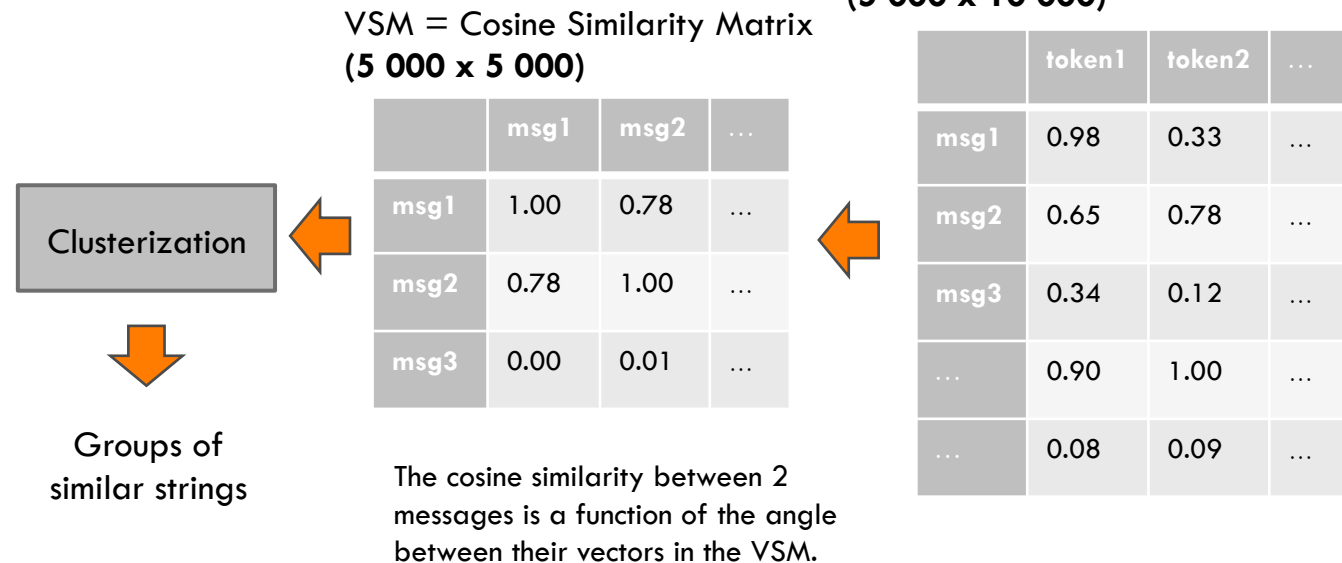 VSM = Cosine Similarity Matrix
(5 000 x 5 000)
msg1 msg2 ...
msg1 1.00 0.78 ...
msg2 0.78 1.00 ...
msg3 0.00 0.01 ...
The cosine similarity between 2
messages is a function of the angle
between their vectors in the VSM.
Clusterization
Groups of
similar strings
token1 token2 ...
msg1 0.98 0.33 ...
msg2 0.65 0.78 ...
msg3 0.34 0.12 ...
... 0.90 1.00 ...
... 0.08 0.09 ...